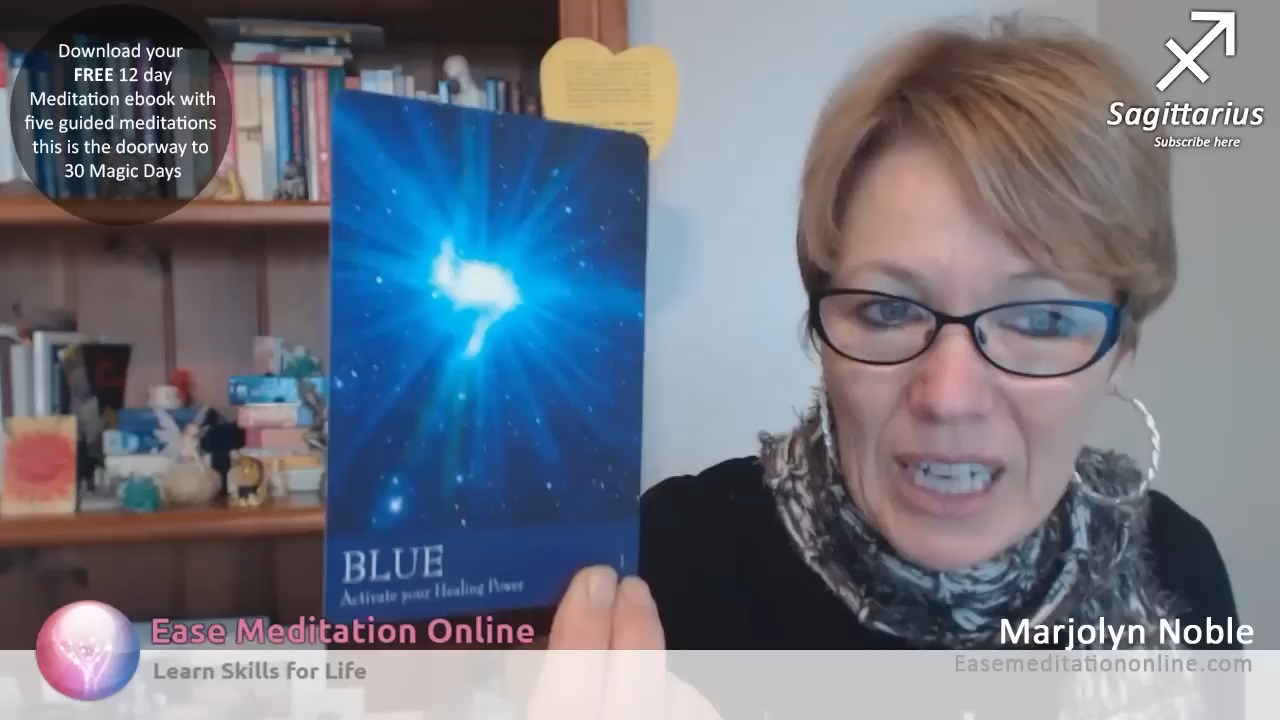 Download your
FREE 12 day
Meditation ebook with
five guided meditations
this is the doorway to
30 Magic Days
Sagittarius
Subscribe here
BLUE
1
Activate your Healing Power
Ease Meditation Online
Learn Skills for Life
Marjolyn Noble
Easemeditationonline.com